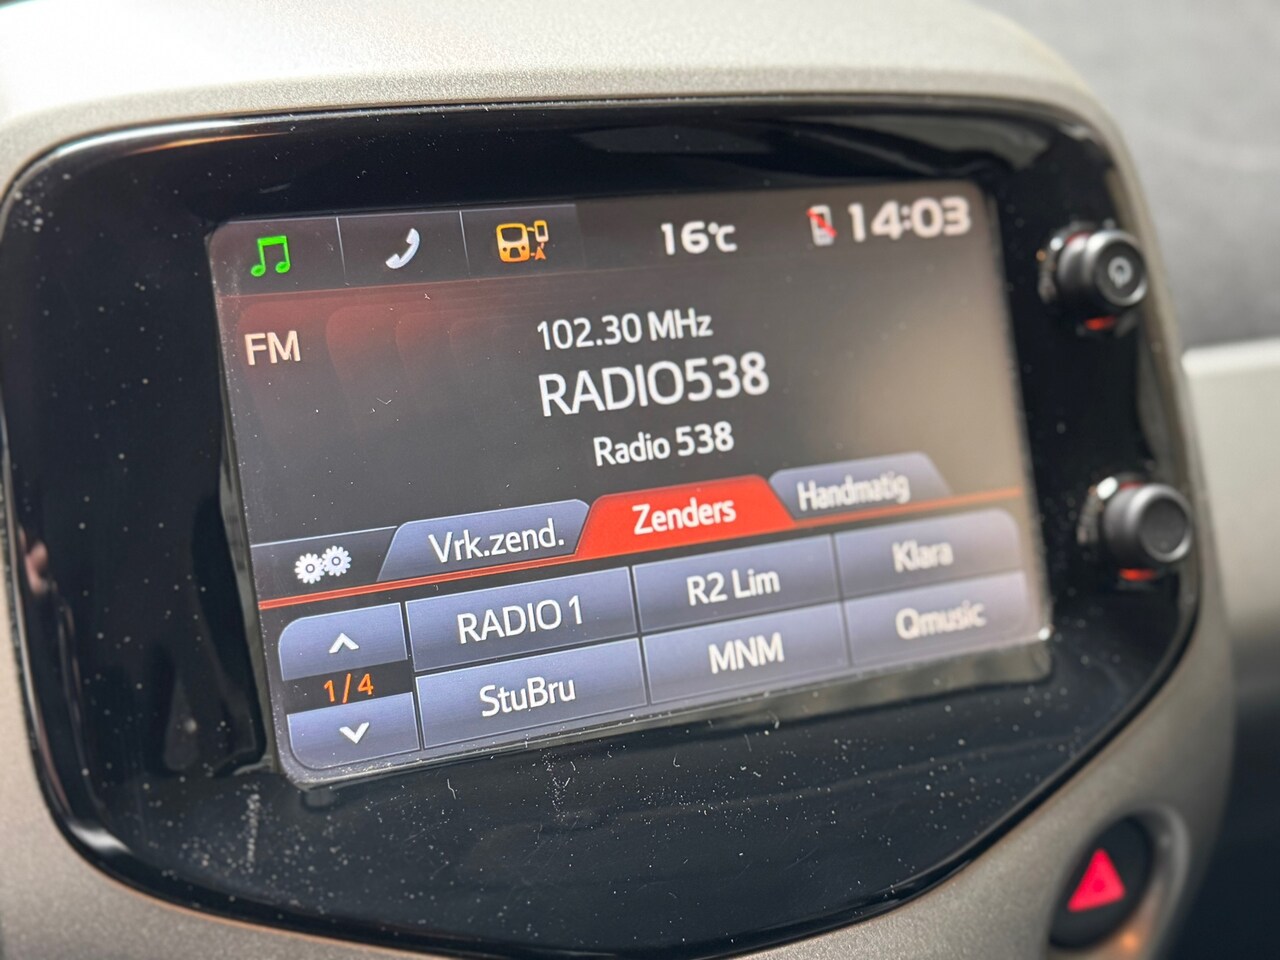 16°C
14:03
FM
102.30 MHz
RADIO538
Radio 538
Vrk.zend.
Zenders
Handmatig
RADIO 1
R2 Lim
Klara
1/4
StuBru
MNM
Qmusic